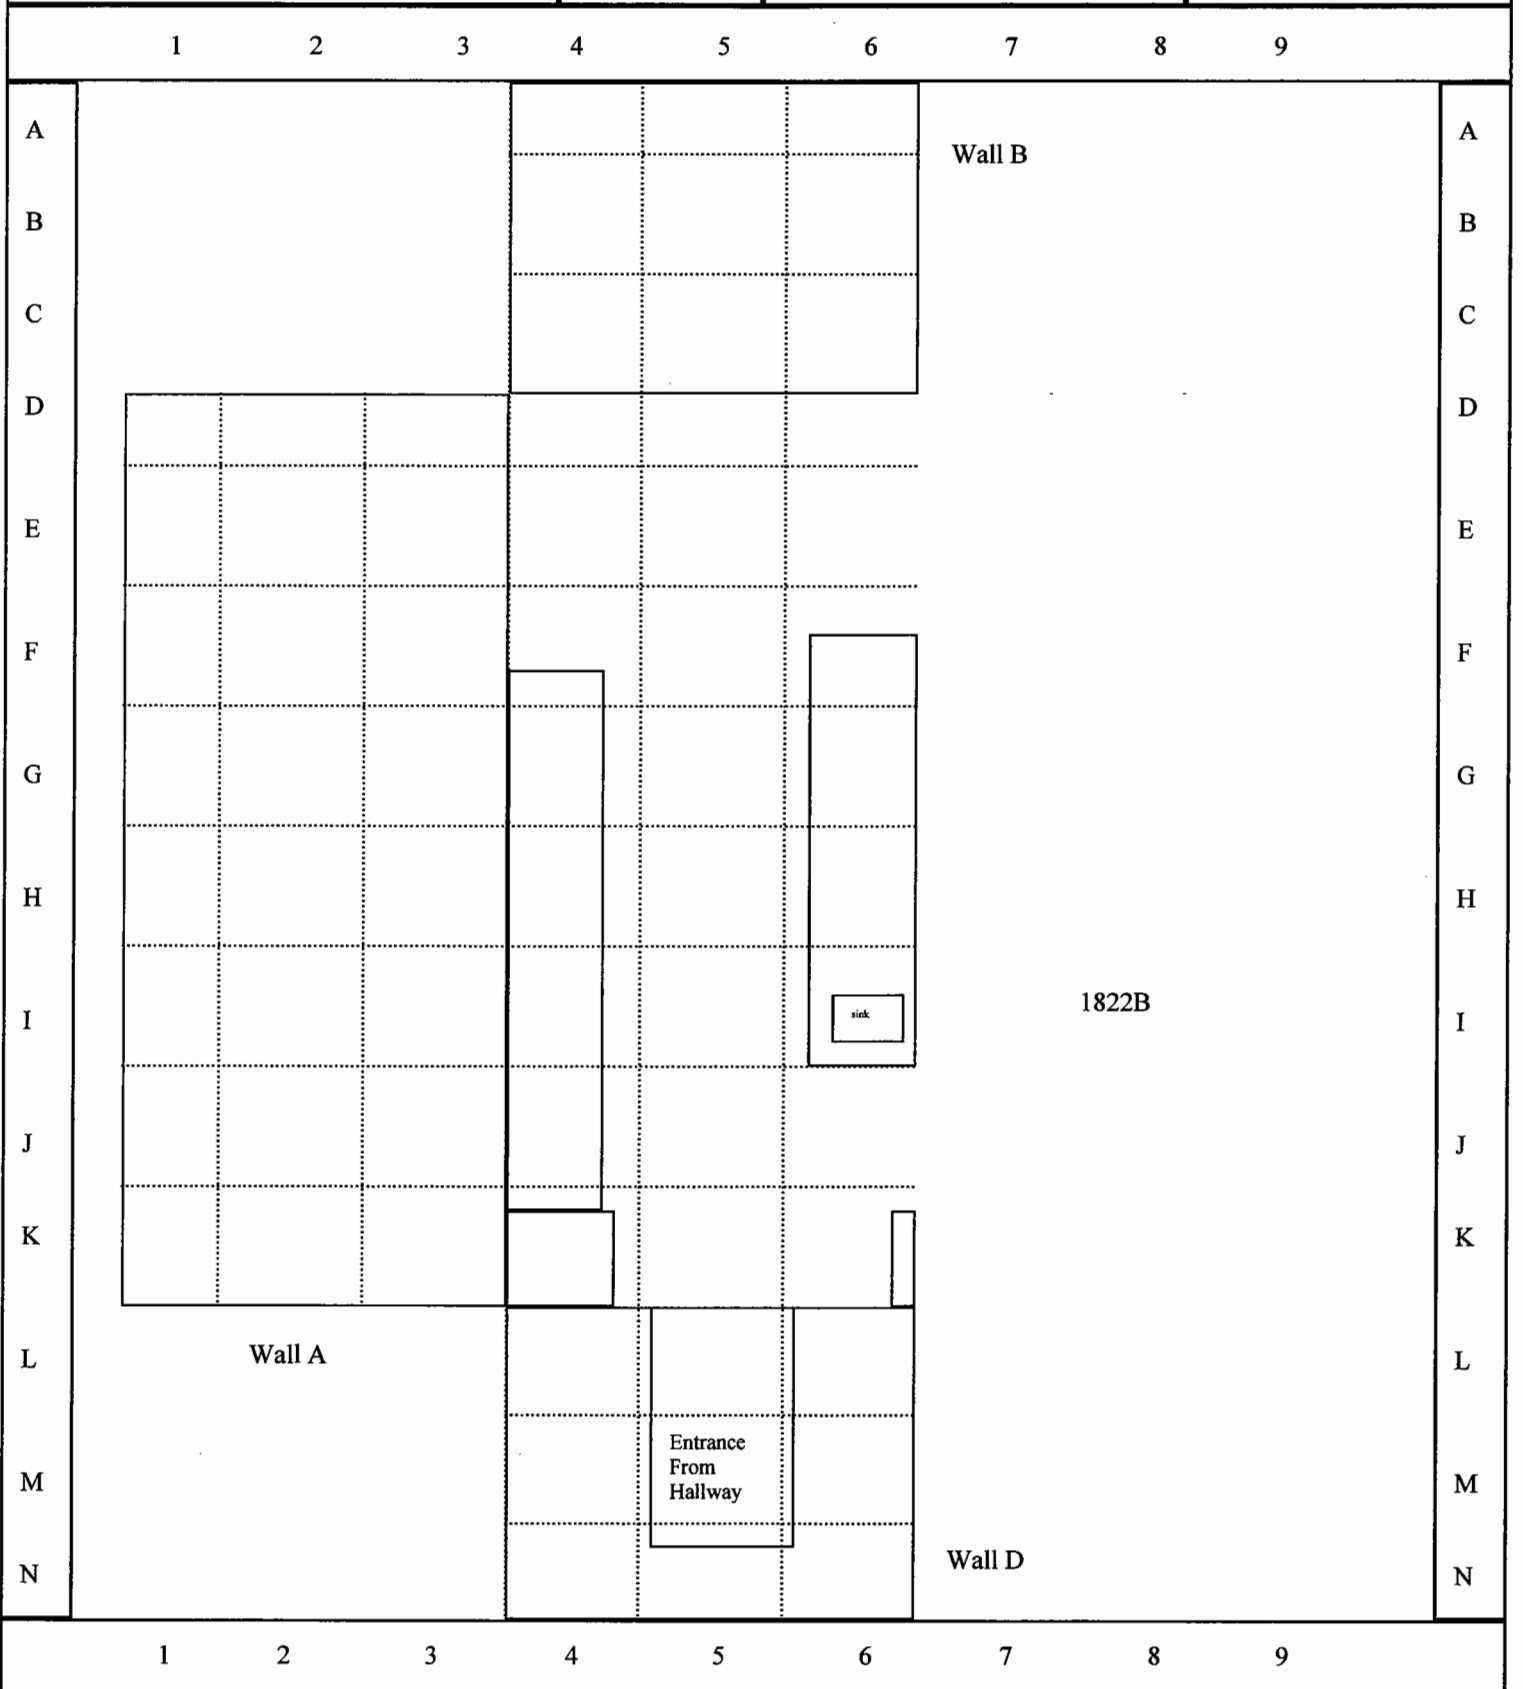 1 2 3 4 5 6 7 8 9
A A
Wall B
B B
C C
D D
E E
F F
G G
H H
sink
1822B
I I
J J
K K
Wall A
L L
Entrance
From
Hallway
M M
Wall D
N N
1 2 3 4 5 6 7 8 9